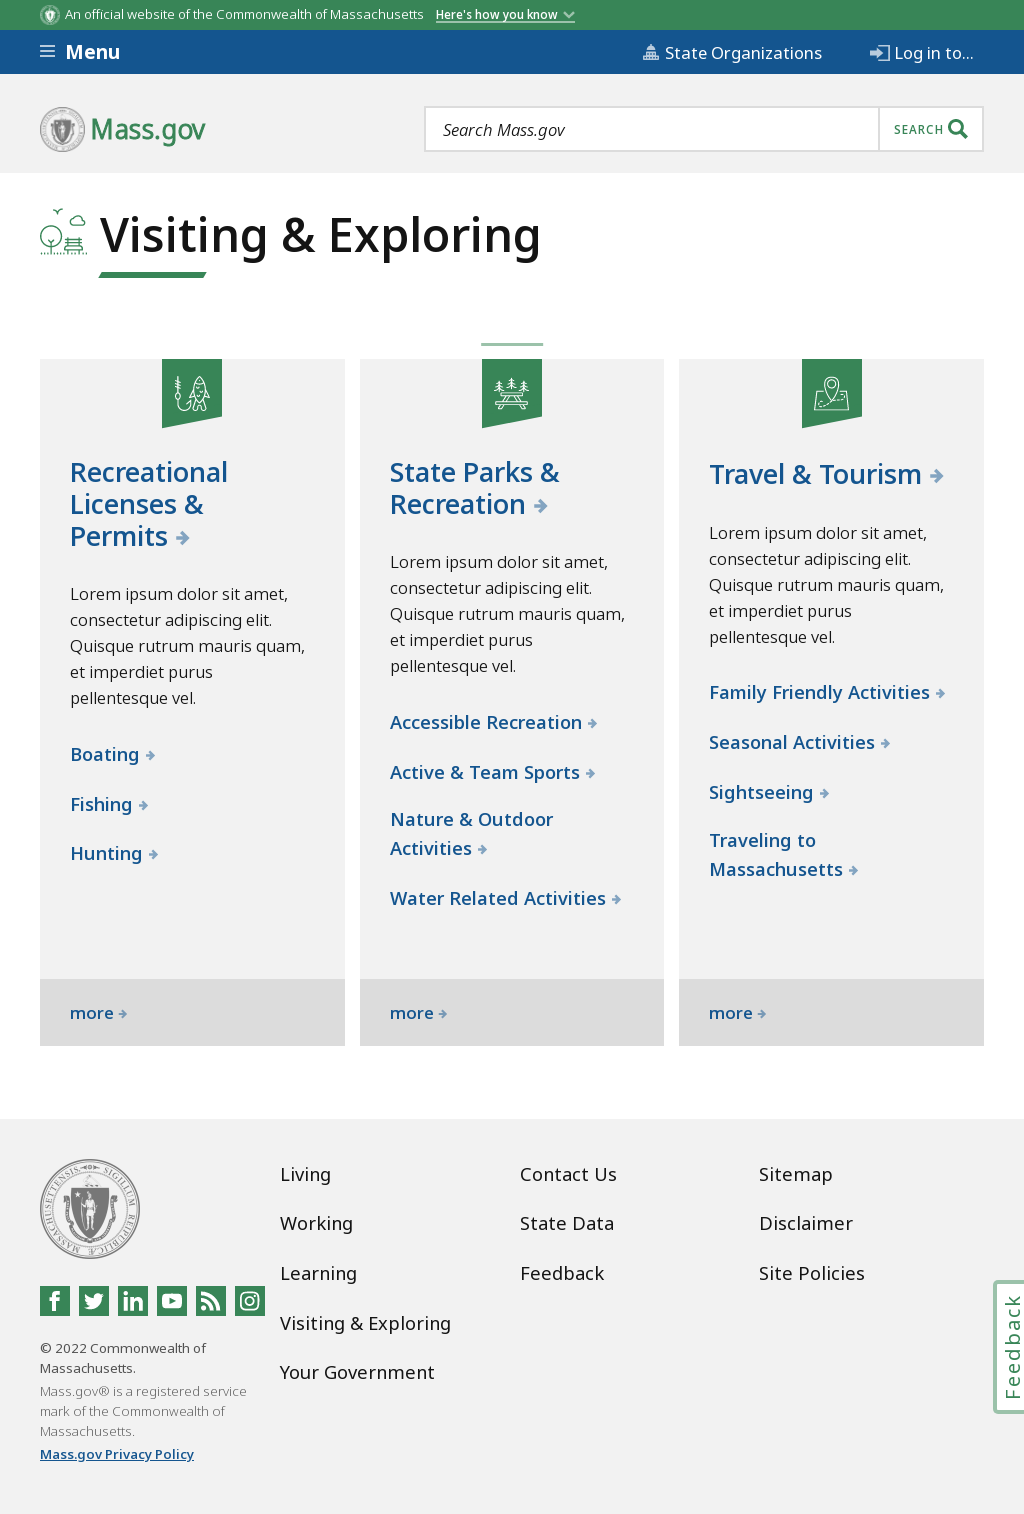 An official website of the Commonwealth of Massachusetts Here's how you know
Menu
State Organizations
Log in to...
Mass.gov
Search Mass.gov
SEARCH
Visiting & Exploring
Recreational
Licenses &
Permits
Lorem ipsum dolor sit amet,
consectetur adipiscing elit.
Quisque rutrum mauris quam,
et imperdiet purus
pellentesque vel.
Boating
Fishing
Hunting
more
State Parks &
Recreation
Lorem ipsum dolor sit amet,
consectetur adipiscing elit.
Quisque rutrum mauris quam,
et imperdiet purus
pellentesque vel.
Accessible Recreation
Active & Team Sports
Nature & Outdoor
Activities
Water Related Activities
more
Travel & Tourism
Lorem ipsum dolor sit amet,
consectetur adipiscing elit.
Quisque rutrum mauris quam,
et imperdiet purus
pellentesque vel.
Family Friendly Activities
Seasonal Activities
Sightseeing
Traveling to
Massachusetts
more
© 2022 Commonwealth of
Massachusetts.
Mass.gov® is a registered service
mark of the Commonwealth of
Massachusetts.
Mass.gov Privacy Policy
Living
Working
Learning
Visiting & Exploring
Your Government
Contact Us
State Data
Feedback
Sitemap
Disclaimer
Site Policies
Feedback